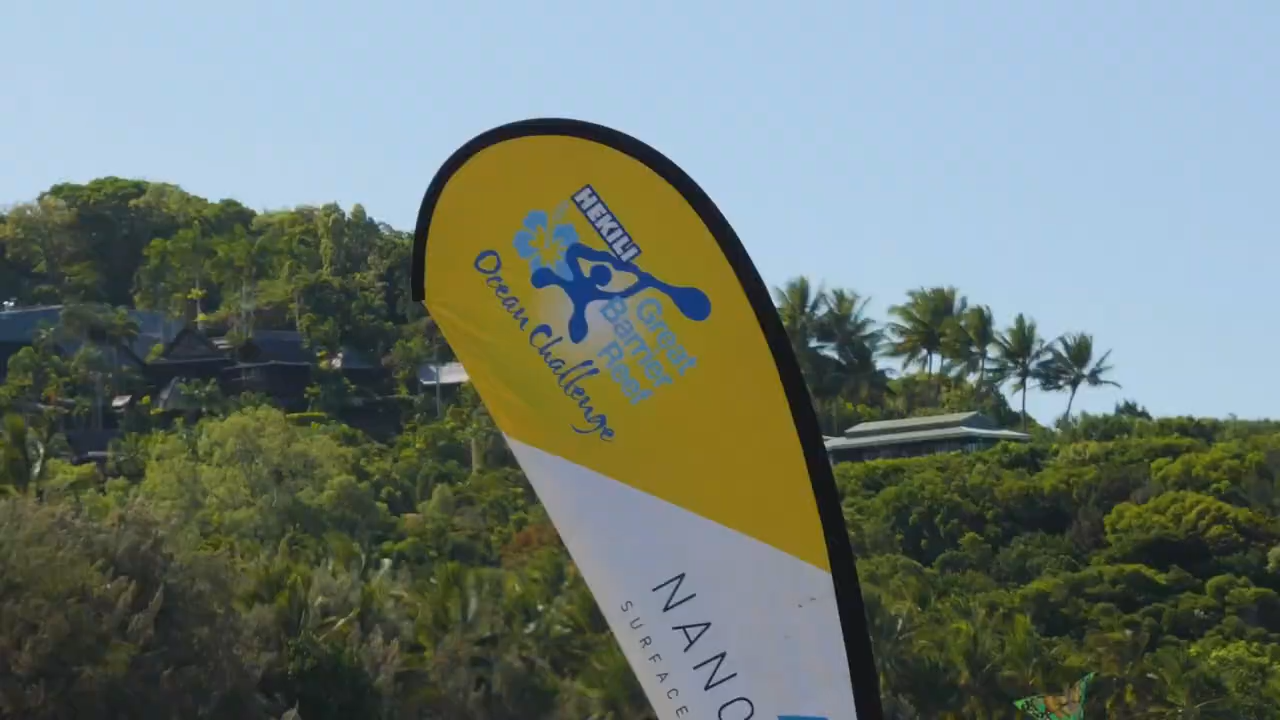 HEKILI
Great
Barrier
Reef
Ocean Challenge
NANO
SURFACE